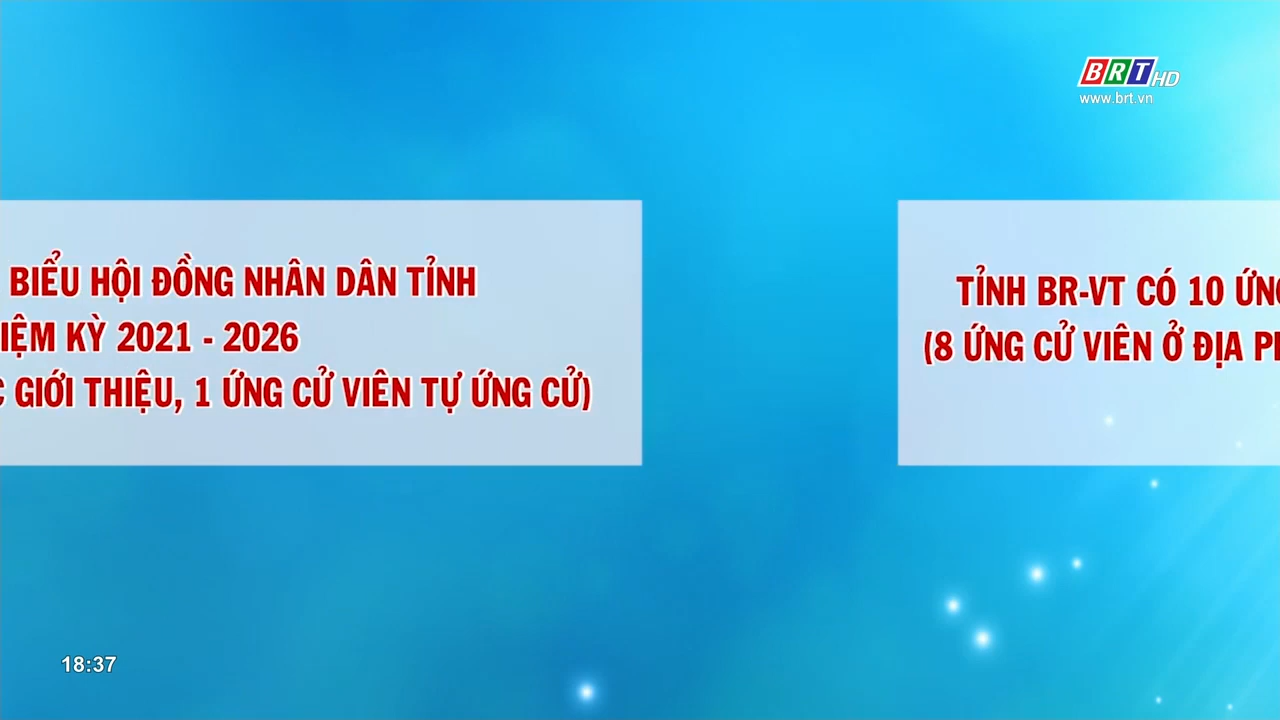 BRT HD
www.brt.vn
BIỂU HỘI ĐỒNG NHÂN DÂN TỈNH
KỲ 2021 - 2026
GIỚI THIỆU, 1 ỨNG CỬ VIÊN TỰ ỨNG CỬ)
TỈNH BR-VT CÓ 10
(8 ỨNG CỬ VIÊN Ở ĐỊA
18:37